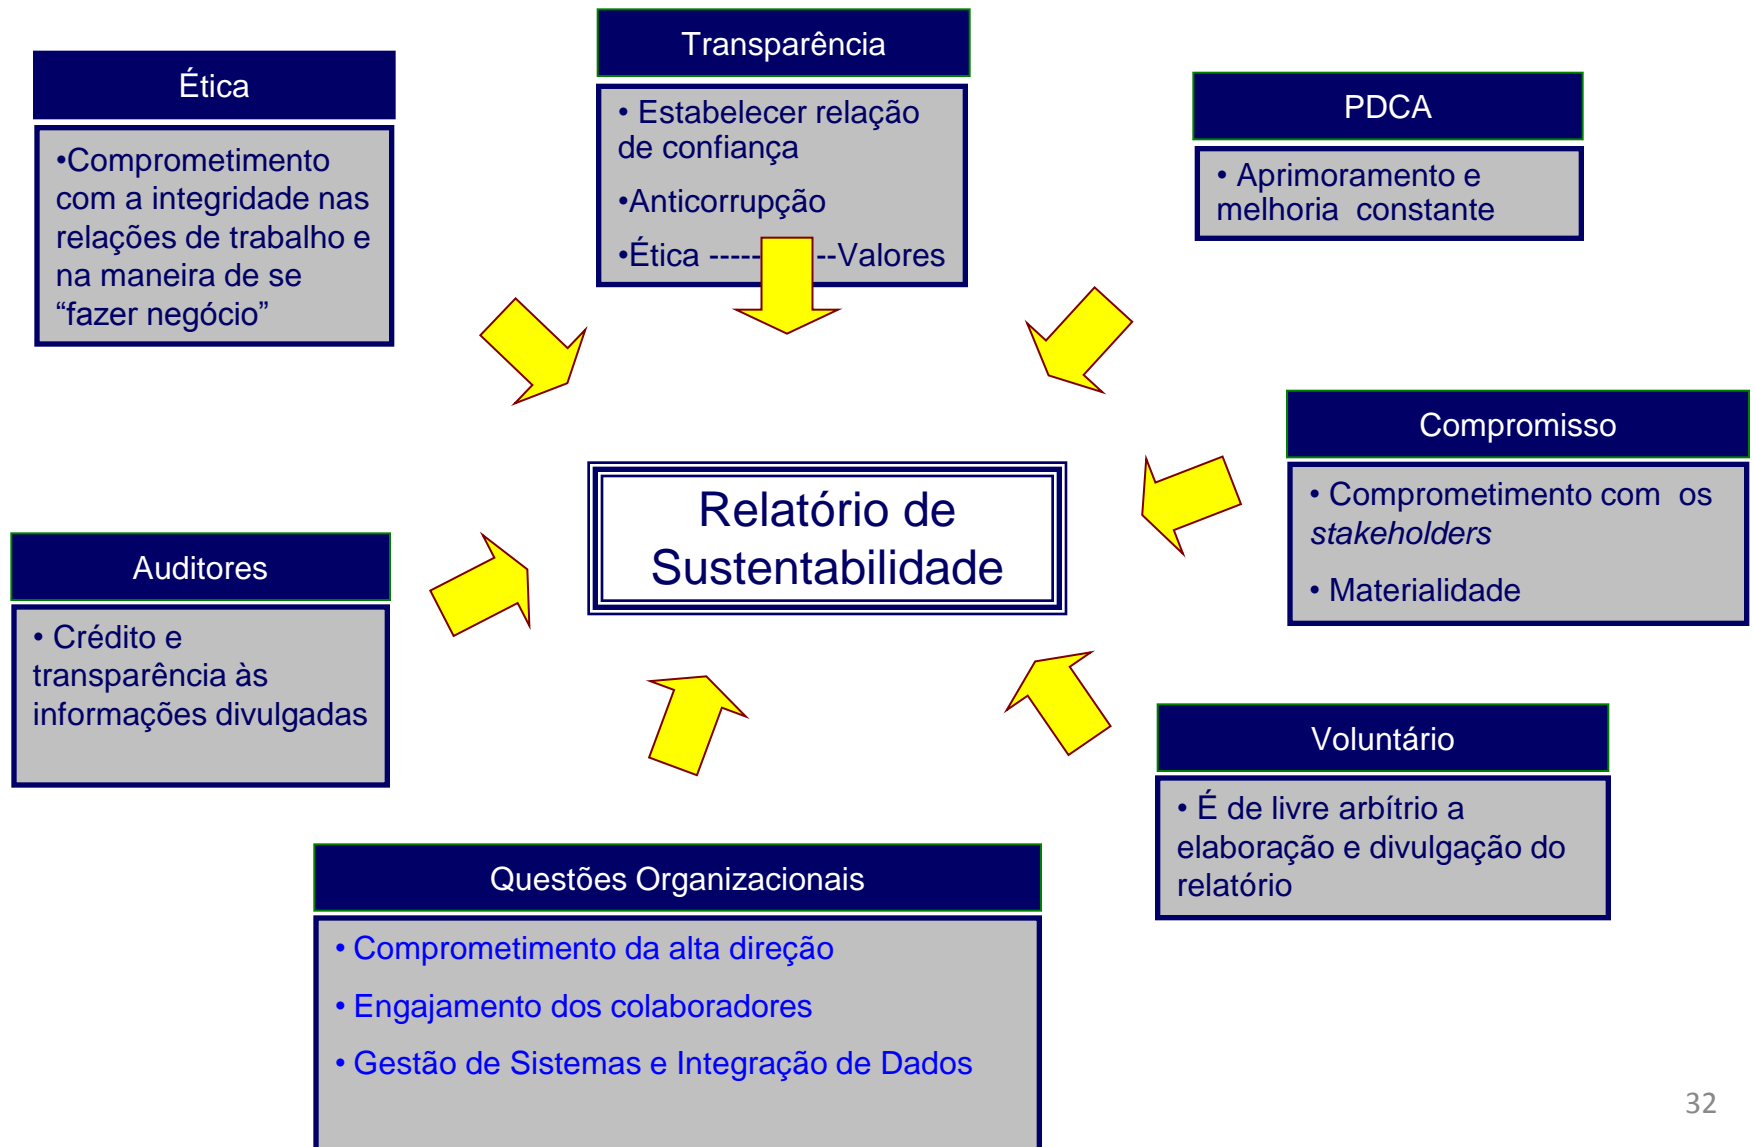 Transparência
• Estabelecer relação
de confiança
•Anticorrupção
•Ética ----- --Valores
Ética
•Comprometimento
com a integridade nas
relações de trabalho e
na maneira de se
“fazer negócio”
PDCA
• Aprimoramento e
melhoria constante
Compromisso
• Comprometimento com os
stakeholders
• Materialidade
Relatório de
Sustentabilidade
Auditores
• Crédito e
transparência às
informações divulgadas
Voluntário
• É de livre arbítrio a
elaboração e divulgação do
relatório
Questões Organizacionais
• Comprometimento da alta direção
• Engajamento dos colaboradores
• Gestão de Sistemas e Integração de Dados
32